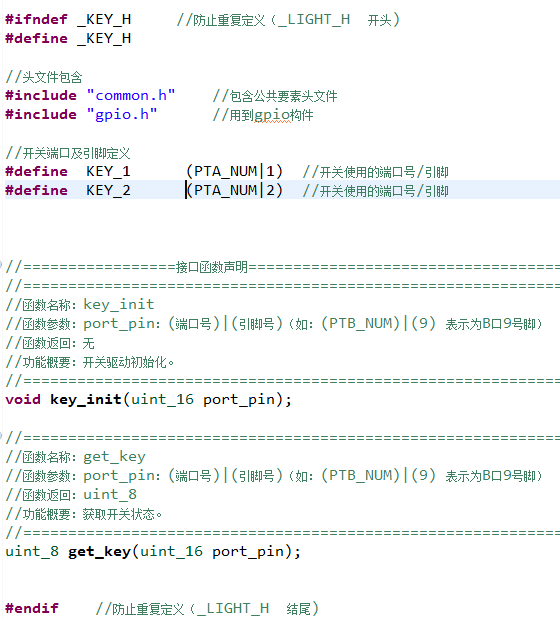 #ifndef _KEY_H //防止重复定义（_LIGHT_H 开头）
#define _KEY_H
//头文件包含
#include "common.h" //包含公共要素头文件
#include "gpio.h" //用到gpio构件
//开关端口及引脚定义
#define KEY_1 (PTA_NUM|1) //开关使用的端口号/引脚
#define KEY_2 (PTA_NUM|2) //开关使用的端口号/引脚
//=================接口函数声明===================================
//=============================================================
//函数名称：key_init
//函数参数：port_pin：(端口号)|(引脚号)（如：(PTB_NUM)|(9) 表示为B口9号脚）
//函数返回：无
//功能概要：开关驱动初始化。
//=============================================================
void key_init(uint_16 port_pin);
//=============================================================
//函数名称：get_key
//函数参数：port_pin：(端口号)|(引脚号)（如：(PTB_NUM)|(9) 表示为B口9号脚）
//函数返回：uint_8
//功能概要：获取开关状态。
//=============================================================
uint_8 get_key(uint_16 port_pin);
#endif //防止重复定义（_LIGHT_H 结尾）